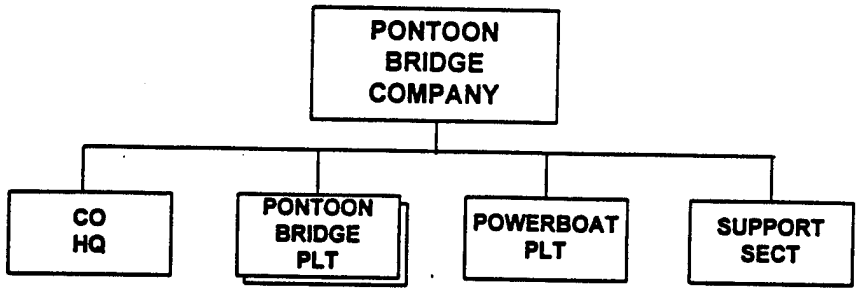 PONTOON
BRIDGE
COMPANY
CO
HQ
PONTOON
BRIDGE
PLT
POWERBOAT
PLT
SUPPORT
SECT